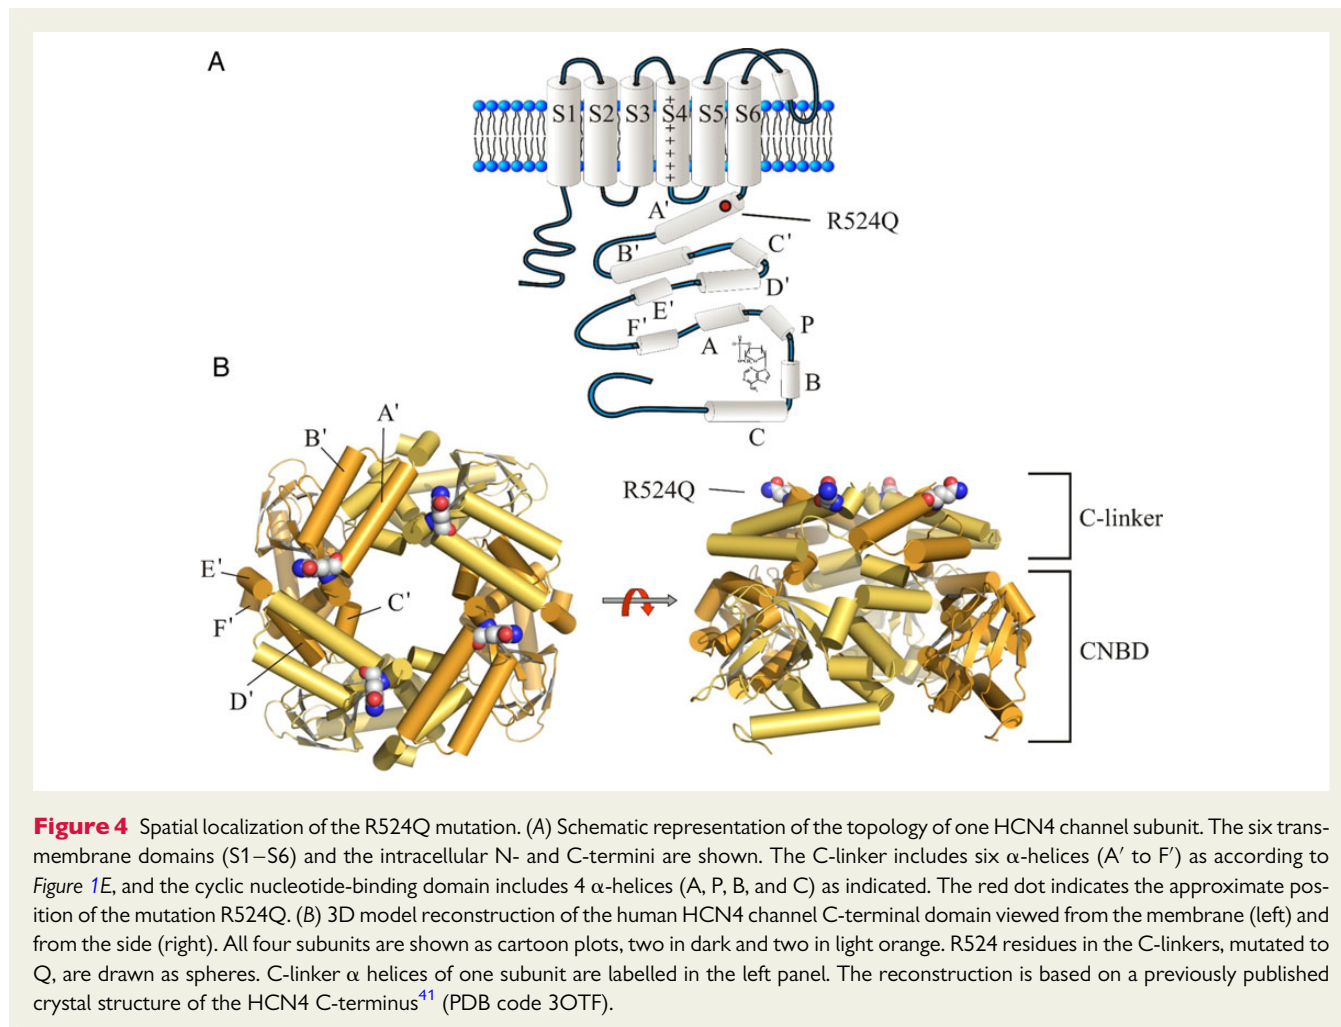 A
S1 S2 S3 S4 S5 S6
+
+
+
+
+
+
A'
R524Q
B'
C'
D'
E'
F'
A
P
B
C
B
A'
B'
E'
F'
C'
D'
R524Q
C-linker
CNBD
Figure 4 Spatial localization of the R524Q mutation. (A) Schematic representation of the topology of one HCN4 channel subunit. The six trans-
membrane domains (S1–S6) and the intracellular N- and C-termini are shown. The C-linker includes six α-helices (A′ to F′) as according to
Figure 1E, and the cyclic nucleotide-binding domain includes 4 α-helices (A, P, B, and C) as indicated. The red dot indicates the approximate pos-
ition of the mutation R524Q. (B) 3D model reconstruction of the human HCN4 channel C-terminal domain viewed from the membrane (left) and
from the side (right). All four subunits are shown as cartoon plots, two in dark and two in light orange. R524 residues in the C-linkers, mutated to
Q, are drawn as spheres. C-linker α helices of one subunit are labelled in the left panel. The reconstruction is based on a previously published
crystal structure of the HCN4 C-terminus41 (PDB code 3OTF).